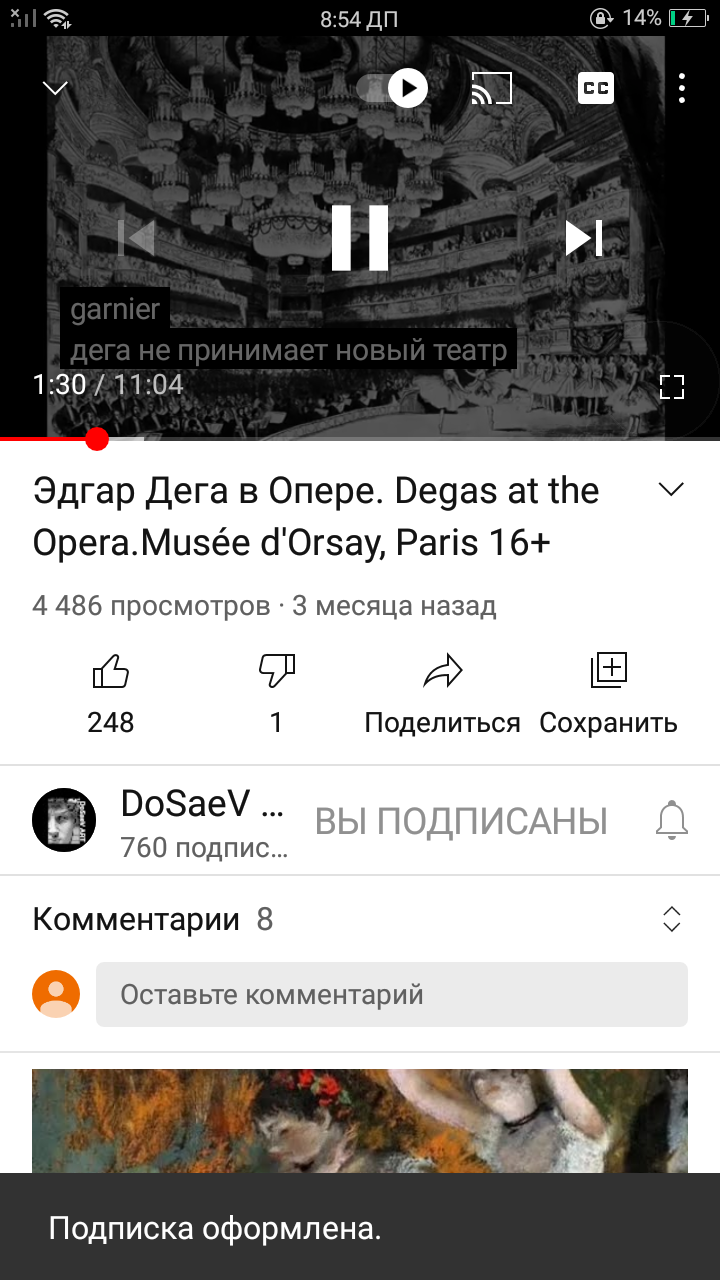 8:54 ДП
14%
CC
garnier
дега не принимает новый театр
1:30 / 11:04
Эдгар Дега в Опере. Degas at the
Opera.Musée d'Orsay, Paris 16+
4 486 просмотров · 3 месяца назад
248
1
Поделиться
Сохранить
DoSaeV ...
ВЫ ПОДПИСАНЫ
760 подпис...
Комментарии 8
Оставьте комментарий
Подписка оформлена.